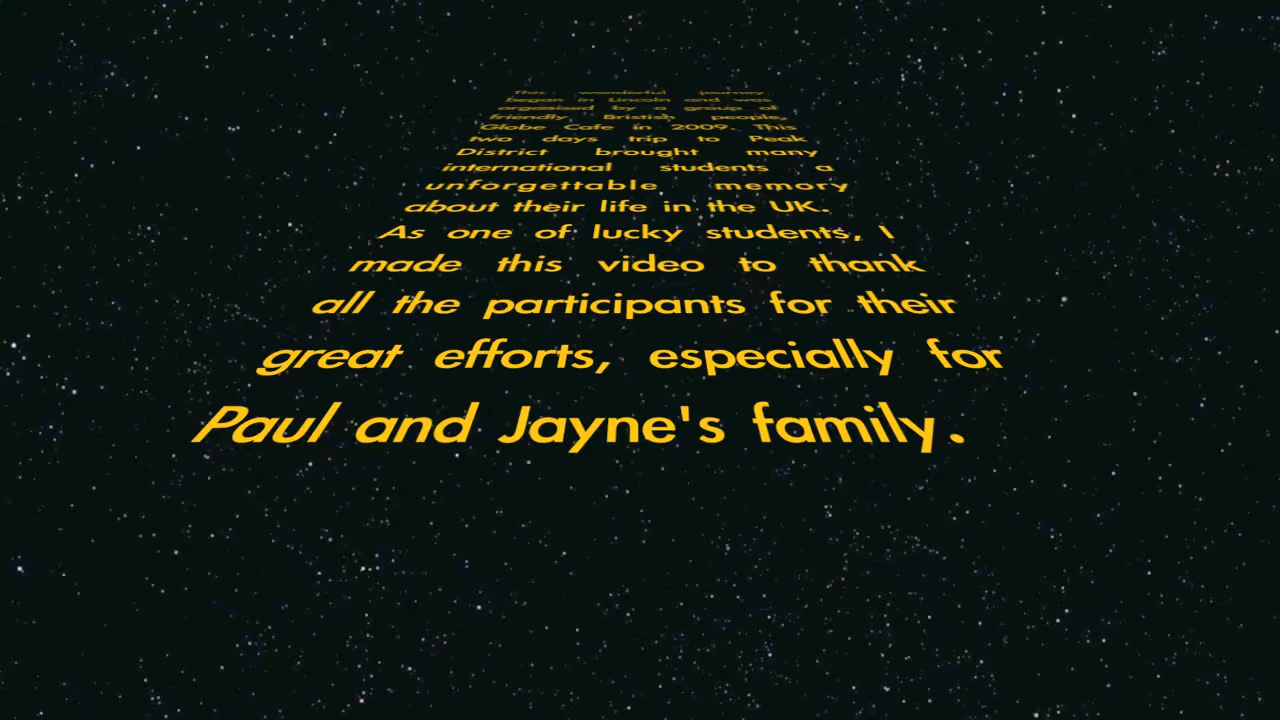 This wonderful journey
began in Lincoln and was
orgasised by a group of
friendly Bristish people,
Globe Cafe in 2009. This
two days trip to Peak
District brought many
international students a
unforgettable memory
about their life in the UK.
As one of lucky students, I
made this video to thank
all the participants for their
great efforts, especially for
Paul and Jayne's family.